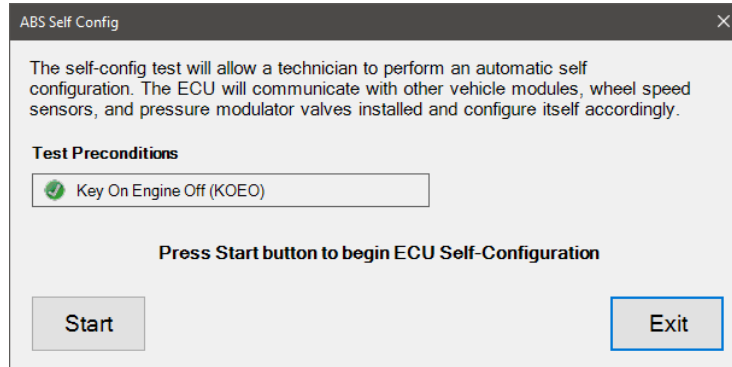 ABS Self Config
The self-config test will allow a technician to perform an automatic self
configuration. The ECU will communicate with other vehicle modules, wheel speed
sensors, and pressure modulator valves installed and configure itself accordingly.
Test Preconditions
Key On Engine Off (KOEO)
Press Start button to begin ECU Self-Configuration
Start
Exit